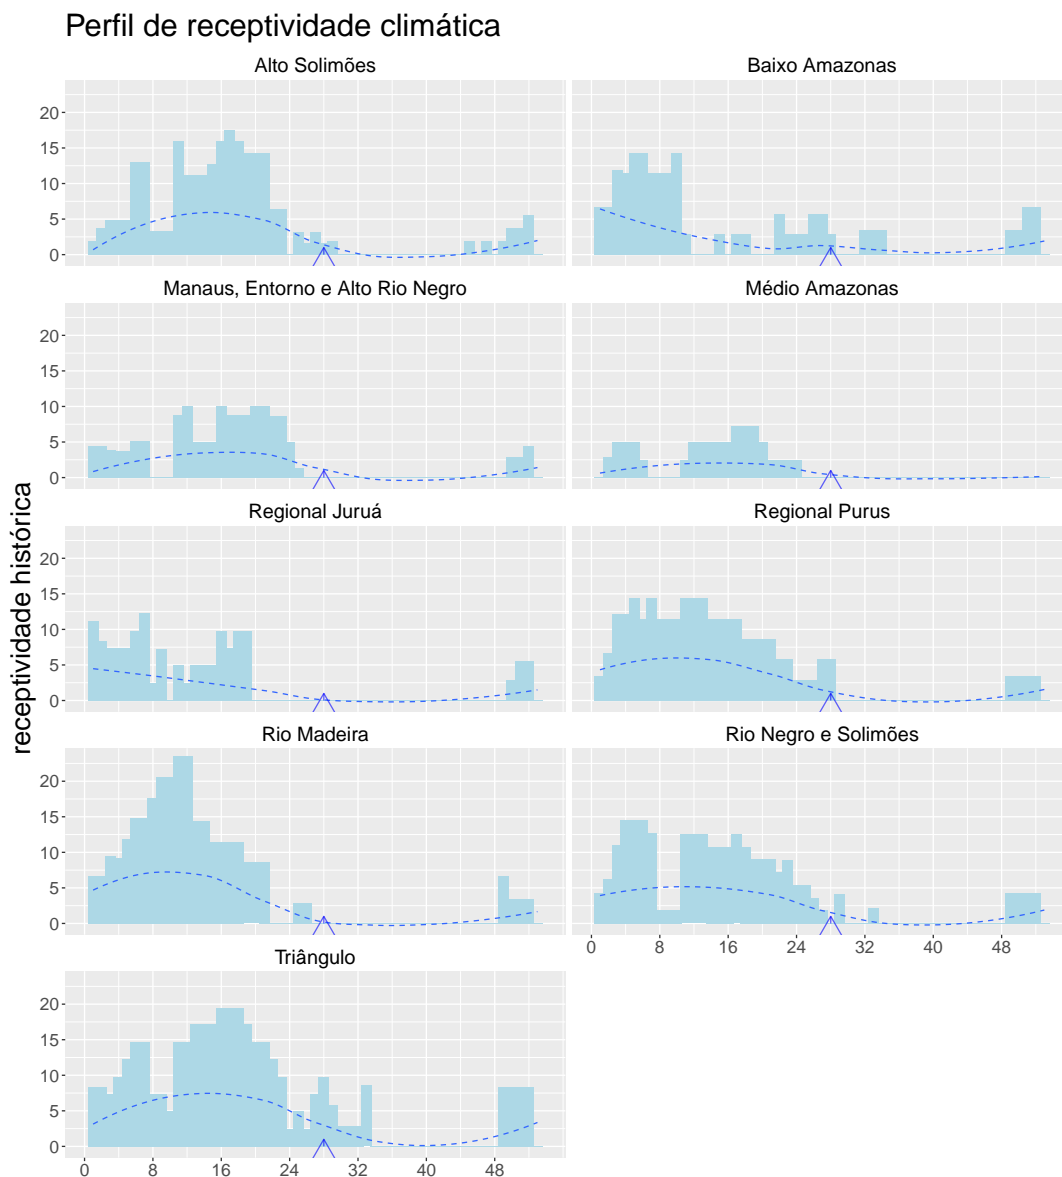 Perfil de receptividade climática
Alto Solimões
Baixo Amazonas
20
15
10
5
0
Manaus, Entorno e Alto Rio Negro
Médio Amazonas
20
15
10
5
0
receptividade histórica
Regional Juruá
Regional Purus
20
15
10
5
0
Rio Madeira
Rio Negro e Solimões
20
15
10
5
0
0 8 16 24 32 40 48
Triângulo
20
15
10
5
0
0 8 16 24 32 40 48